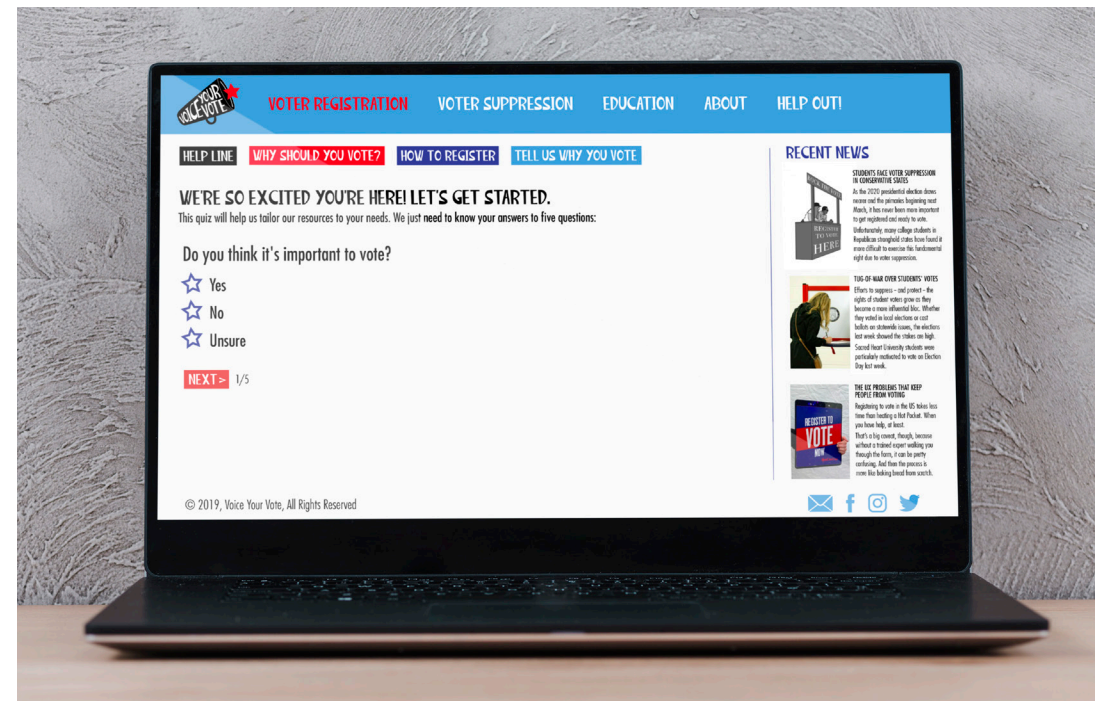 VOICE YOUR VOTE
VOTER REGISTRATION VOTER SUPPRESSION EDUCATION ABOUT HELP OUT!
HELP LINE WHY SHOULD YOU VOTE? HOW TO REGISTER TELL US WHY YOU VOTE
WE'RE SO EXCITED YOU'RE HERE! LET'S GET STARTED.
This quiz will help us tailor our resources to your needs. We just need to know your answers to five questions:
Do you think it's important to vote?
Yes
No
Unsure
NEXT> 1/5
RECENT NEWS
REGISTER
TO VOTE
HERE
STUDENTS FACE VOTER SUPPRESSION
IN CONSERVATIVE STATES
As the 2020 presidential election draws
nearer and the primaries beginning next
March, it has never been more important
to get registered and ready to vote.
Unfortunately, many college students in
Republican stronghold states have found it
more difficult to exercise this fundamental
right due to voter suppression.
TUG-OF-WAR OVER STUDENTS' VOTES
Efforts to suppress – and protect – the
rights of student voters grow as they
become a more influential bloc. Whether
they voted in local elections or cast
ballots on statewide issues, the elections
last week showed the stakes are high.
Sacred Heart University students were
particularly motivated to vote on Election
Day last week.
REGISTER TO
VOTE
NOW
THE UX PROBLEMS THAT KEEP
PEOPLE FROM VOTING
Registering to vote in the US takes less
time than heating a Hot Pocket. When
you have help, at least.
That's a big caveat, though, because
without a trained expert walking you
through the form, it can be pretty
confusing. And then the process is
more like baking bread from scratch.
© 2019, Voice Your Vote, All Rights Reserved